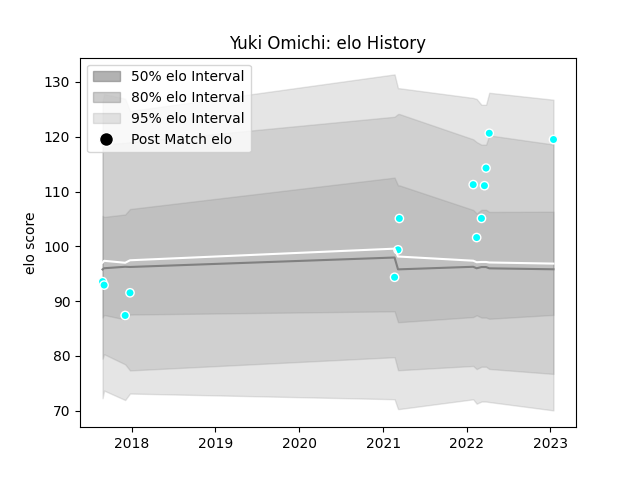 Yuki Omichi: elo History
50% elo Interval
80% elo Interval
95% elo Interval
Post Match elo
elo score
130
120
110
100
90
80
70
2018
2019
2020
2021
2022
2023